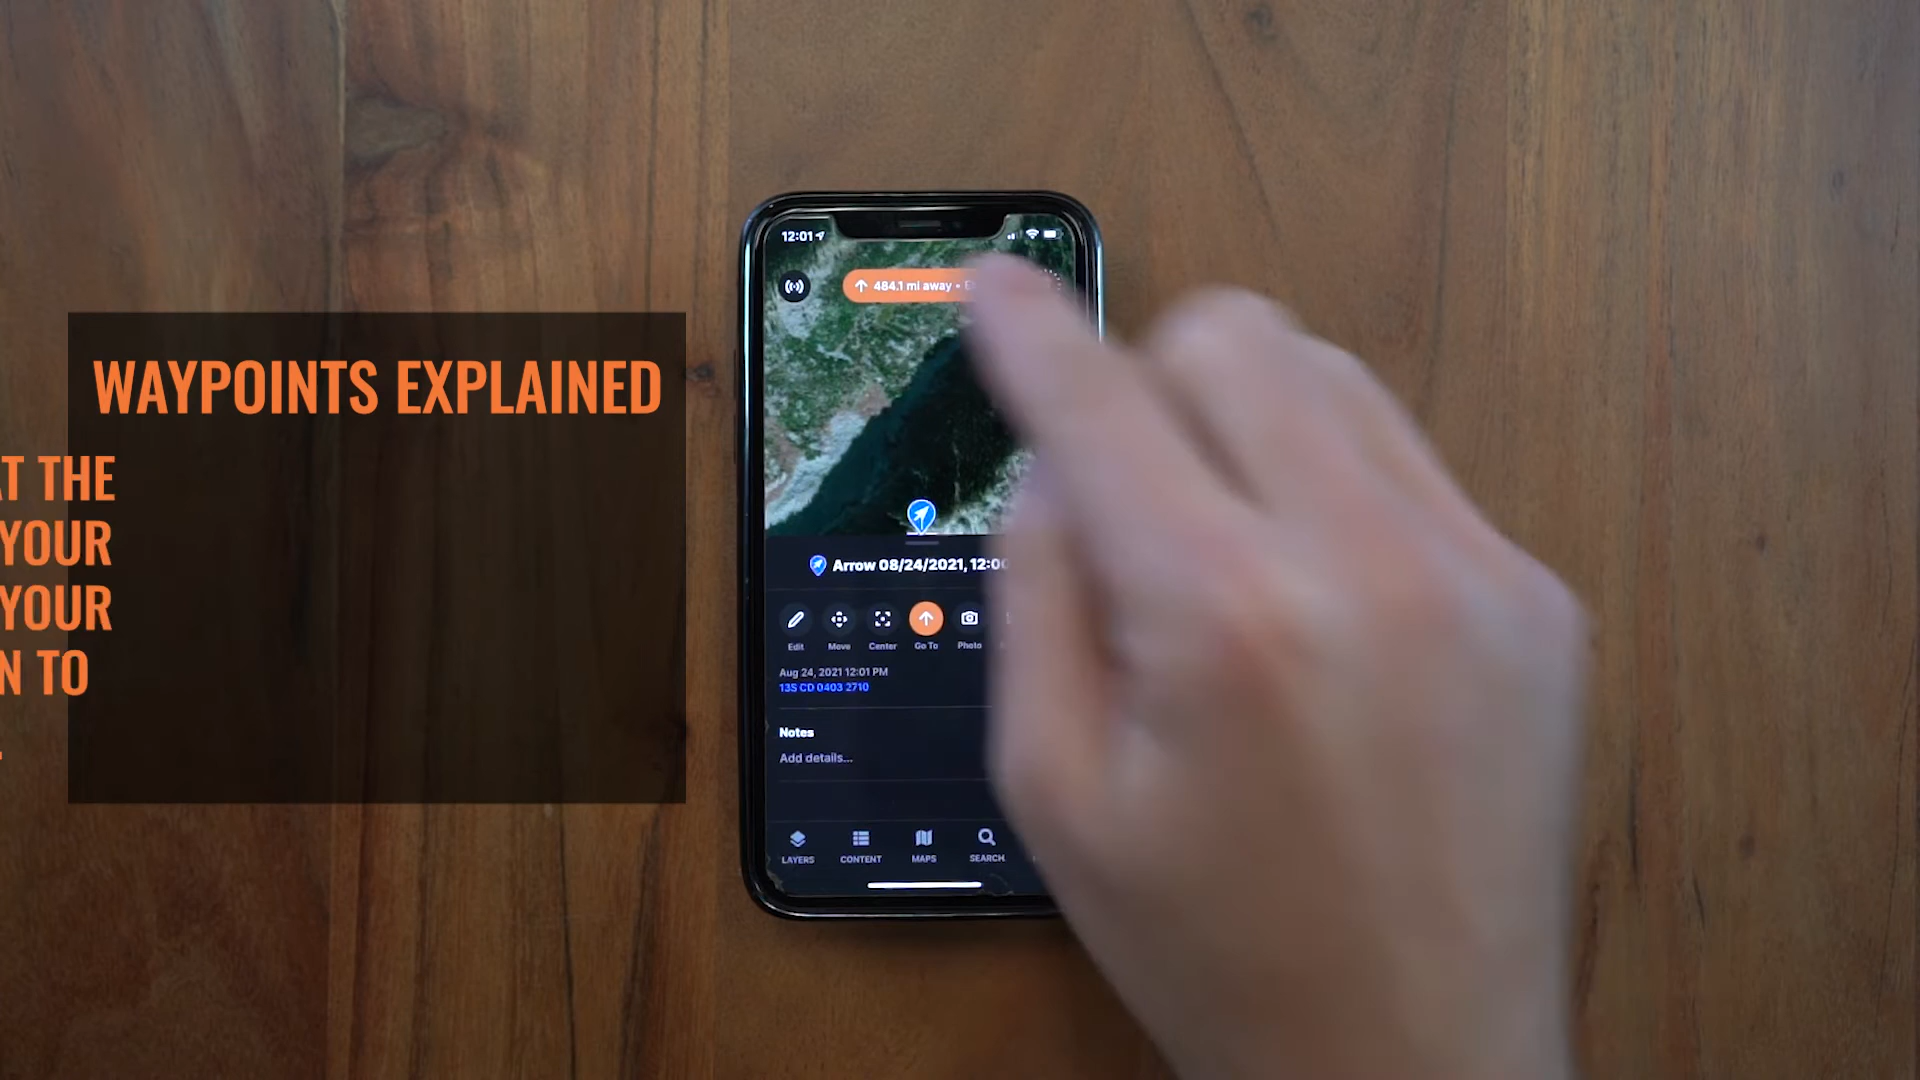 WAYPOINTS EXPLAINED
THE
YOUR
YOUR
TO
12:01
484.1 mi away •
Arrow 08/24/2021, 12:00
Edit Move Center Go To Photo
Aug 24, 2021 12:01 PM
13S CD 0403 2710
Notes
Add details...
LAYERS CONTENT MAPS SEARCH